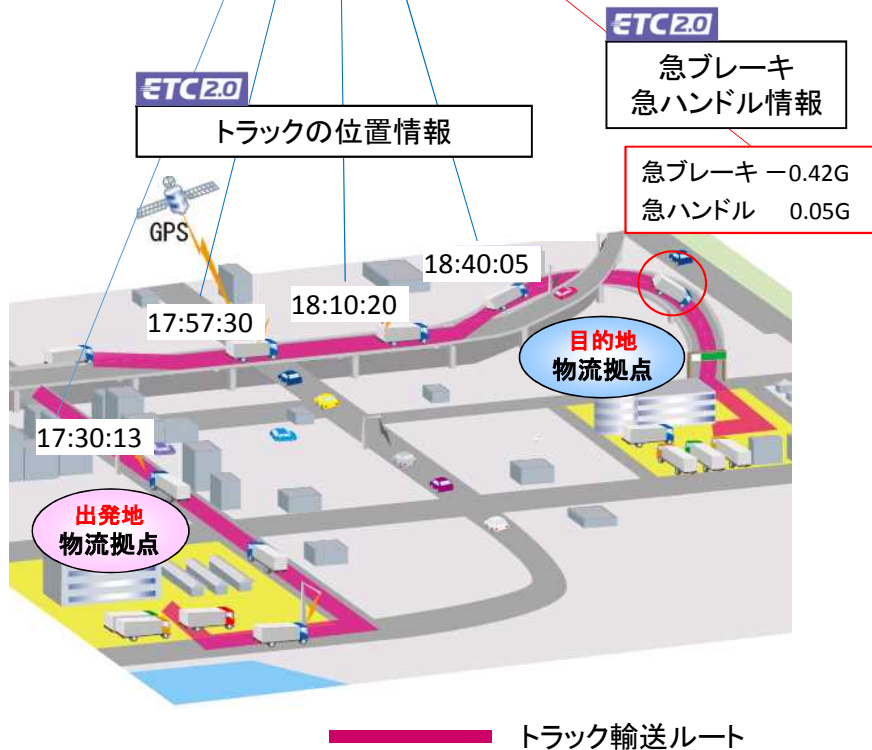 ETC2.0
急ブレーキ
急ハンドル情報
ETC2.0
トラックの位置情報
急ブレーキ －0.42G
急ハンドル 0.05G
GPS
18:40:05
18:10:20
17:57:30
目的地
物流拠点
17:30:13
出発地
物流拠点
トラック輸送ルート